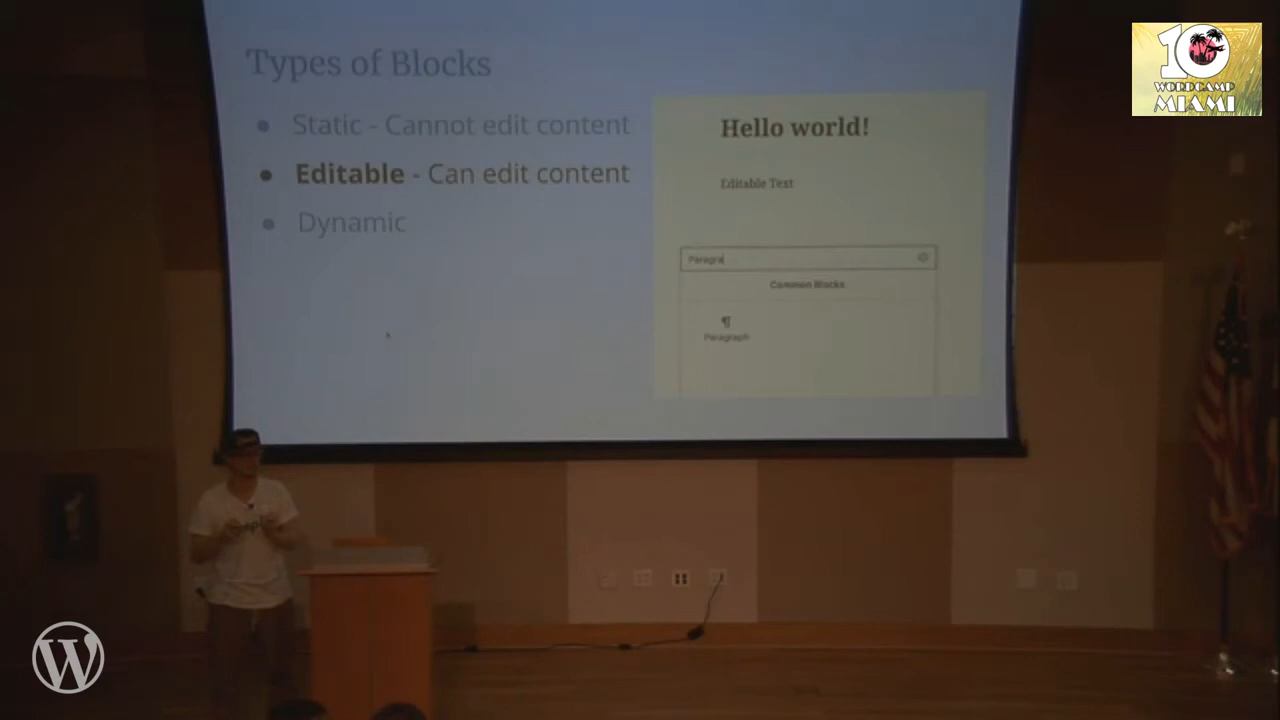 Types of Blocks
• Static - Cannot edit content
• Editable - Can edit content
• Dynamic
Hello world!
Editable Text
Paragra
Common Blocks
¶
Paragraph
10
WORDCAMP
MIAMI
W